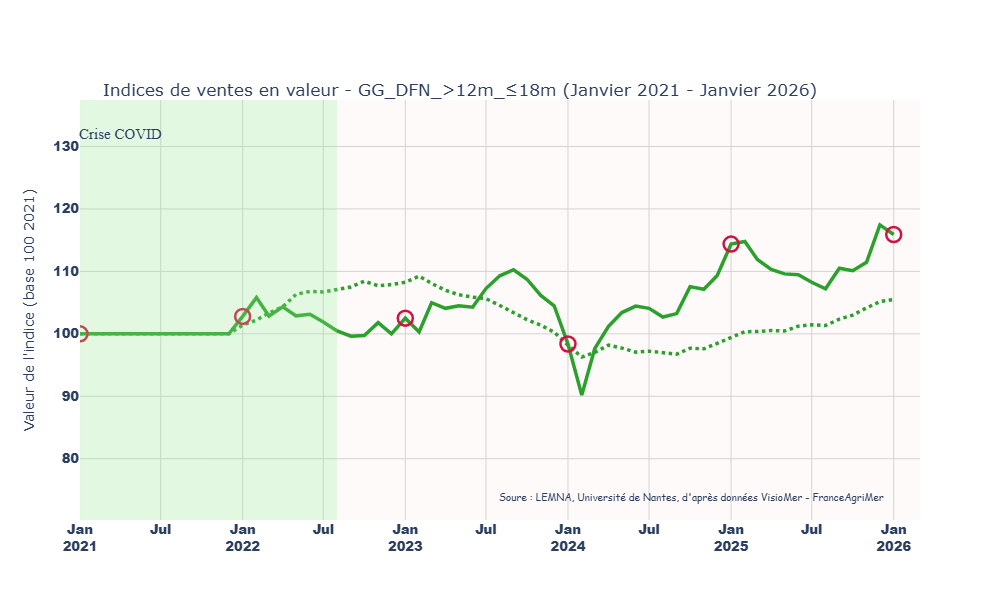 Indices de ventes en valeur - GG_DFN_>12m_≤18m (Janvier 2021 - Janvier 2026)
Crise COVID
130
120
110
100
90
80
Valeur de l'indice (base 100 2021)
Soure : LEMNA, Université de Nantes, d'après données VisioMer - FranceAgriMer
Jan Jul Jan Jul Jan Jul Jan Jul Jan Jul Jan
2021 2022 2023 2024 2025 2026